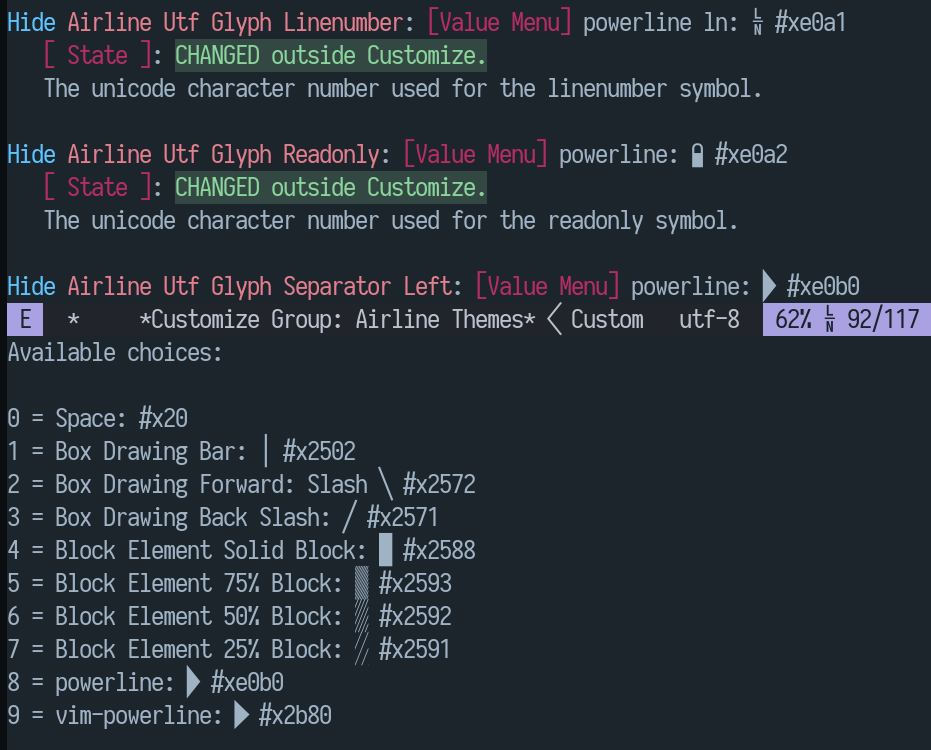 Hide Airline Utf Glyph Linenumber: [Value Menu] powerline ln:  #xe0a1
[ State ]: CHANGED outside Customize.
The unicode character number used for the linenumber symbol.
Hide Airline Utf Glyph Readonly: [Value Menu] powerline:  #xe0a2
[ State ]: CHANGED outside Customize.
The unicode character number used for the readonly symbol.
Hide Airline Utf Glyph Separator Left: [Value Menu] powerline:  #xe0b0
E * *Customize Group: Airline Themes*  Custom utf-8 62%  92/117
Available choices:
0 = Space: #x20
1 = Box Drawing Bar: │ #x2502
2 = Box Drawing Forward: Slash ╲ #x2572
3 = Box Drawing Back Slash: ╱ #x2571
4 = Block Element Solid Block: █ #x2588
5 = Block Element 75% Block: ▓ #x2593
6 = Block Element 50% Block: ▒ #x2592
7 = Block Element 25% Block: ░ #x2591
8 = powerline:  #xe0b0
9 = vim-powerline: ⮀ #x2b80